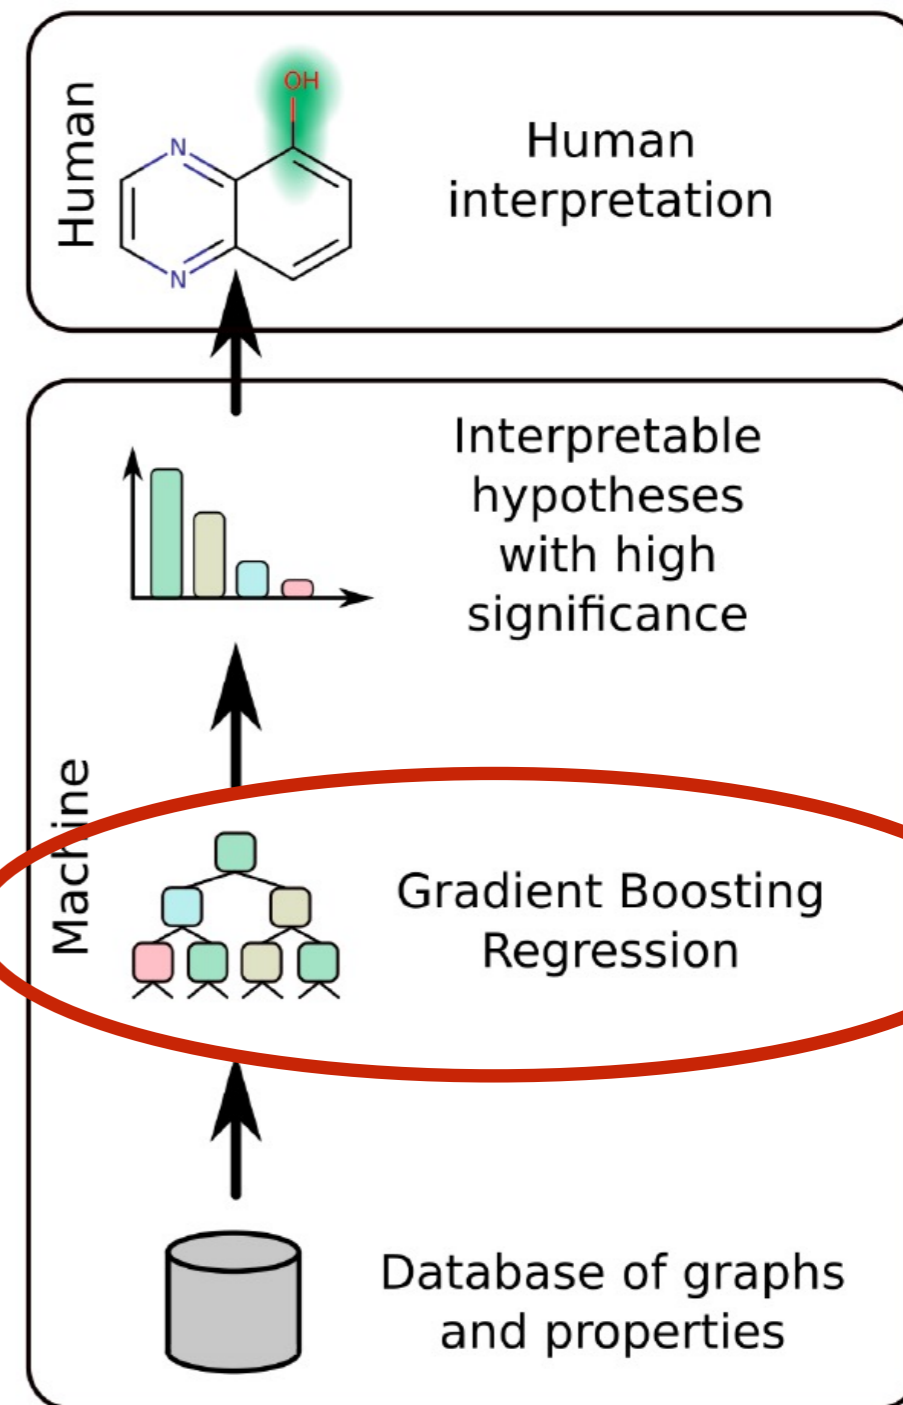 Human
OH
N
N
Human
interpretation
Machine
Interpretable
hypotheses
with high
significance
Gradient Boosting
Regression
Database of graphs
and properties